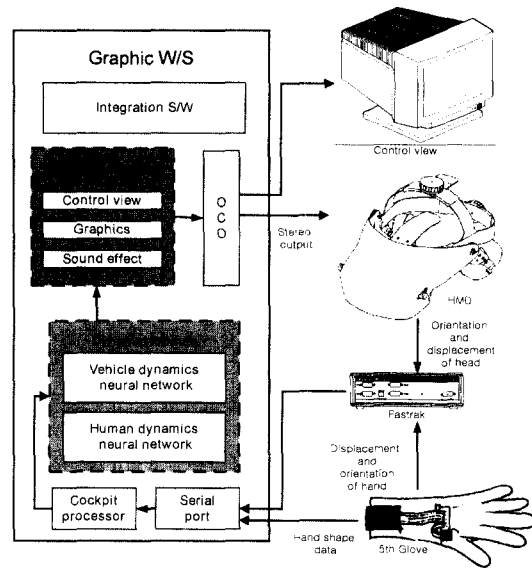 Graphic W/S
Integration S/W
Control view
Graphics
Sound effect
O
C
O
Vehicle dynamics
neural network
Human dynamics
neural network
Cockpit
processor
Serial
port
Control view
Stereo
output
HMD
Orientation
and
displacement
of head
Fastrak
Displacement
and
orientation
of hand
Hand shape
data
5th Glove